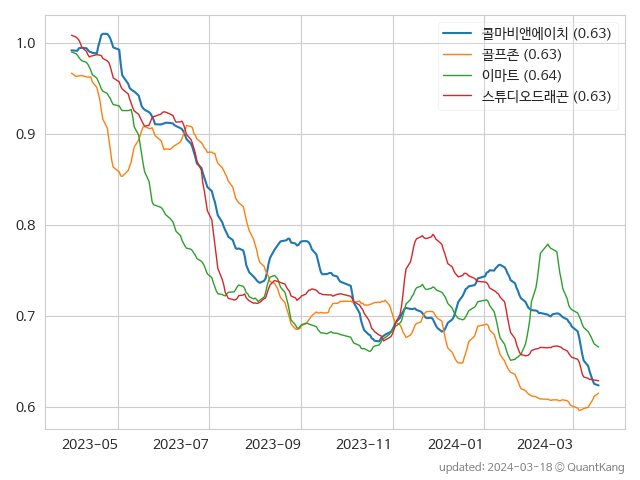 콜마비앤에이치 (0.63)
골프존 (0.63)
이마트 (0.64)
스튜디오드래곤 (0.63)
1.0
0.9
0.8
0.7
0.6
2023-05 2023-07 2023-09 2023-11 2024-01 2024-03
updated: 2024-03-18 © QuantKang